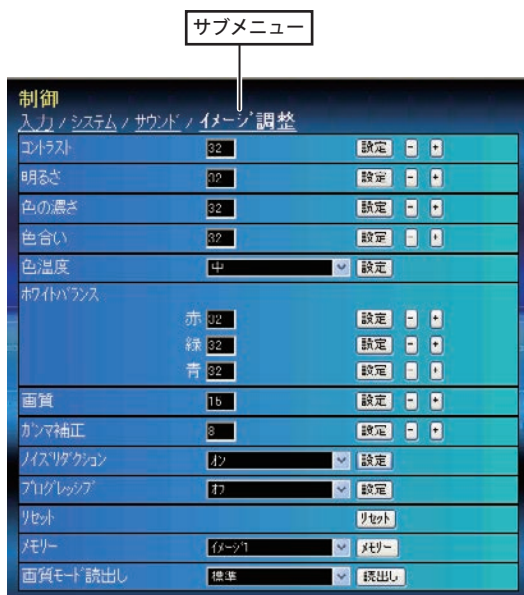 サブメニュー
制御
入力 / システム / サウンド / イメージ調整
コントラスト 32 設定 - +
明るさ 32 設定 - +
色の濃さ 32 設定 - +
色合い 32 設定 - +
色温度 中 設定
ホワイトバランス
赤 32 設定 - +
緑 32 設定 - +
青 32 設定 - +
画質 15 設定 - +
ガンマ補正 8 設定 - +
ノイズリダクション オン 設定
プログレッシブ オフ 設定
リセット リセット
メモリー イメージ1 メモリー
画質モード読出し 標準 読出し